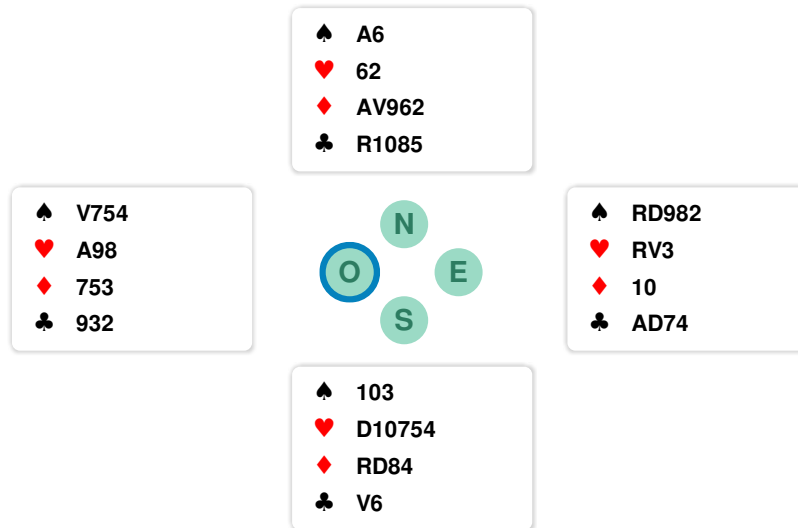 ♠ A6
♥ 62
♦ AV962
♣ R1085
♠ V754
♥ A98
♦ 753
♣ 932
N
O E
S
♠ RD982
♥ RV3
♦ 10
♣ AD74
♠ 103
♥ D10754
♦ RD84
♣ V6